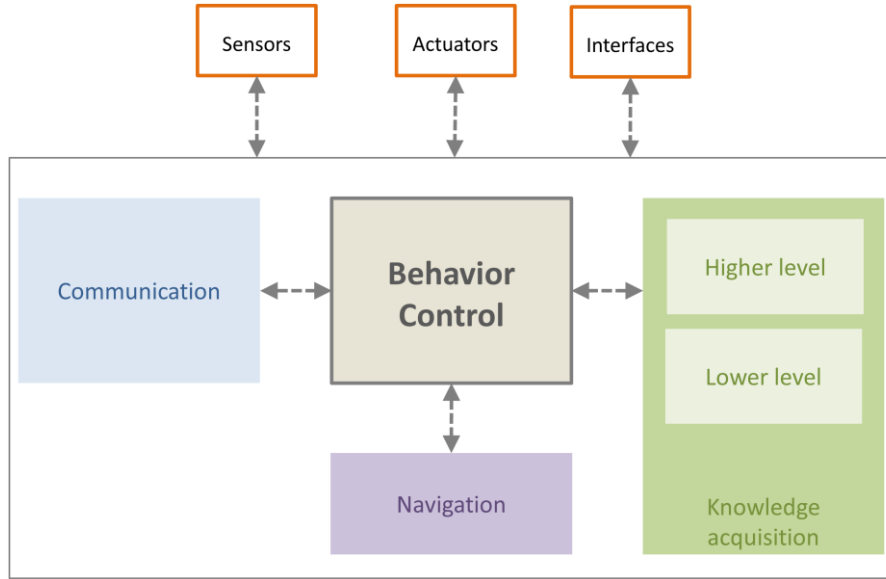 Sensors
Actuators
Interfaces
Communication
Behavior
Control
Higher level
Lower level
Navigation
Knowledge
acquisition